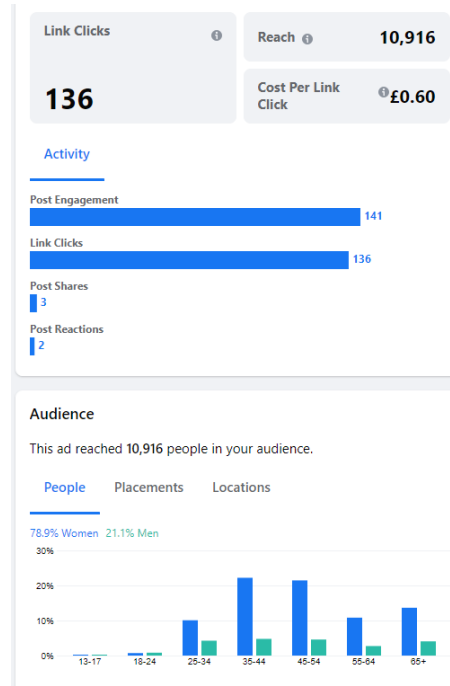 Link Clicks
136
Reach 10,916
Cost Per Link
Click
£0.60
Activity
Post Engagement
141
Link Clicks
136
Post Shares
3
Post Reactions
2
Audience
This ad reached 10,916 people in your audience.
People Placements Locations
78.9% Women 21.1% Men
30%
20%
10%
0%
13-17 18-24 25-34 35-44 45-54 55-64 65+